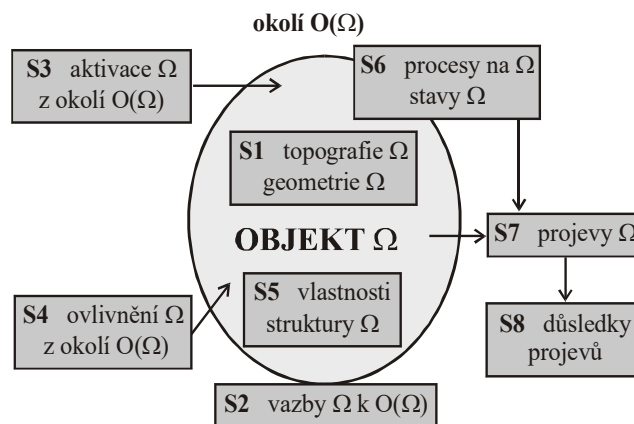 okolí O(Ω)
S3 aktivace Ω
z okolí O(Ω)
S6 procesy na Ω
stavy Ω
S1 topografie Ω
geometrie Ω
OBJEKT Ω
S7 projevy Ω
S5 vlastnosti
struktury Ω
S4 ovlivnění Ω
z okolí O(Ω)
S8 důsledky
projevů
S2 vazby Ω k O(Ω)